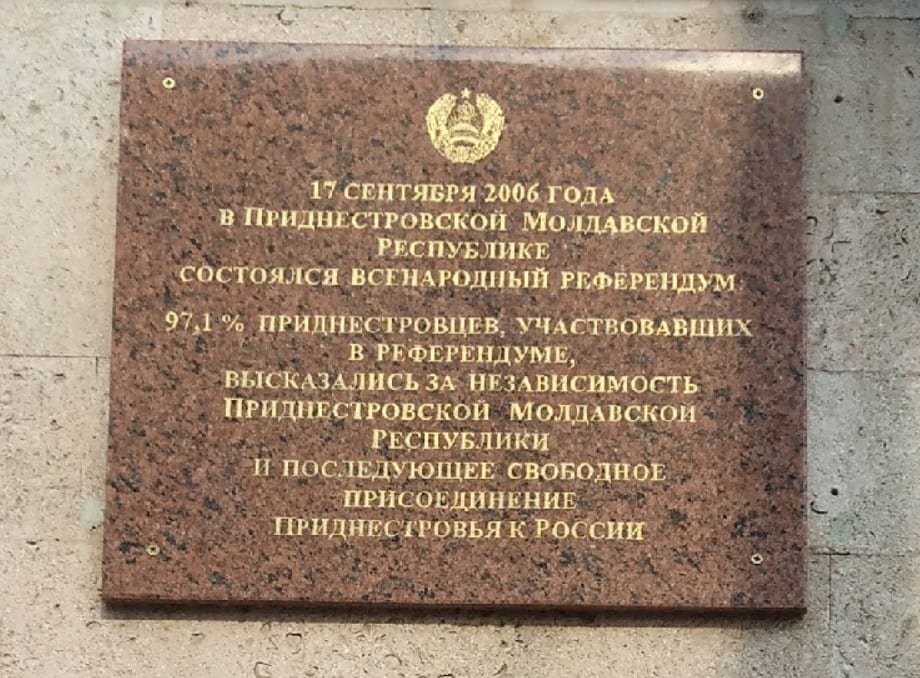 17 СЕНТЯБРЯ 2006 ГОДА
В ПРИДНЕСТРОВСКОЙ МОЛДАВСКОЙ
РЕСПУБЛИКЕ
СОСТОЯЛСЯ ВСЕНАРОДНЫЙ РЕФЕРЕНДУМ:
97,1 % ПРИДНЕСТРОВЦЕВ, УЧАСТВОВАВШИХ
В РЕФЕРЕНДУМЕ,
ВЫСКАЗАЛИСЬ ЗА НЕЗАВИСИМОСТЬ
ПРИДНЕСТРОВСКОЙ МОЛДАВСКОЙ
РЕСПУБЛИКИ
И ПОСЛЕДУЮЩЕЕ СВОБОДНОЕ
ПРИСОЕДИНЕНИЕ
ПРИДНЕСТРОВЬЯ К РОССИИ